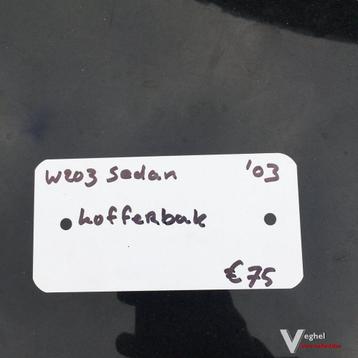 W203 Sedan '03
kofferbak
€75
Veghel